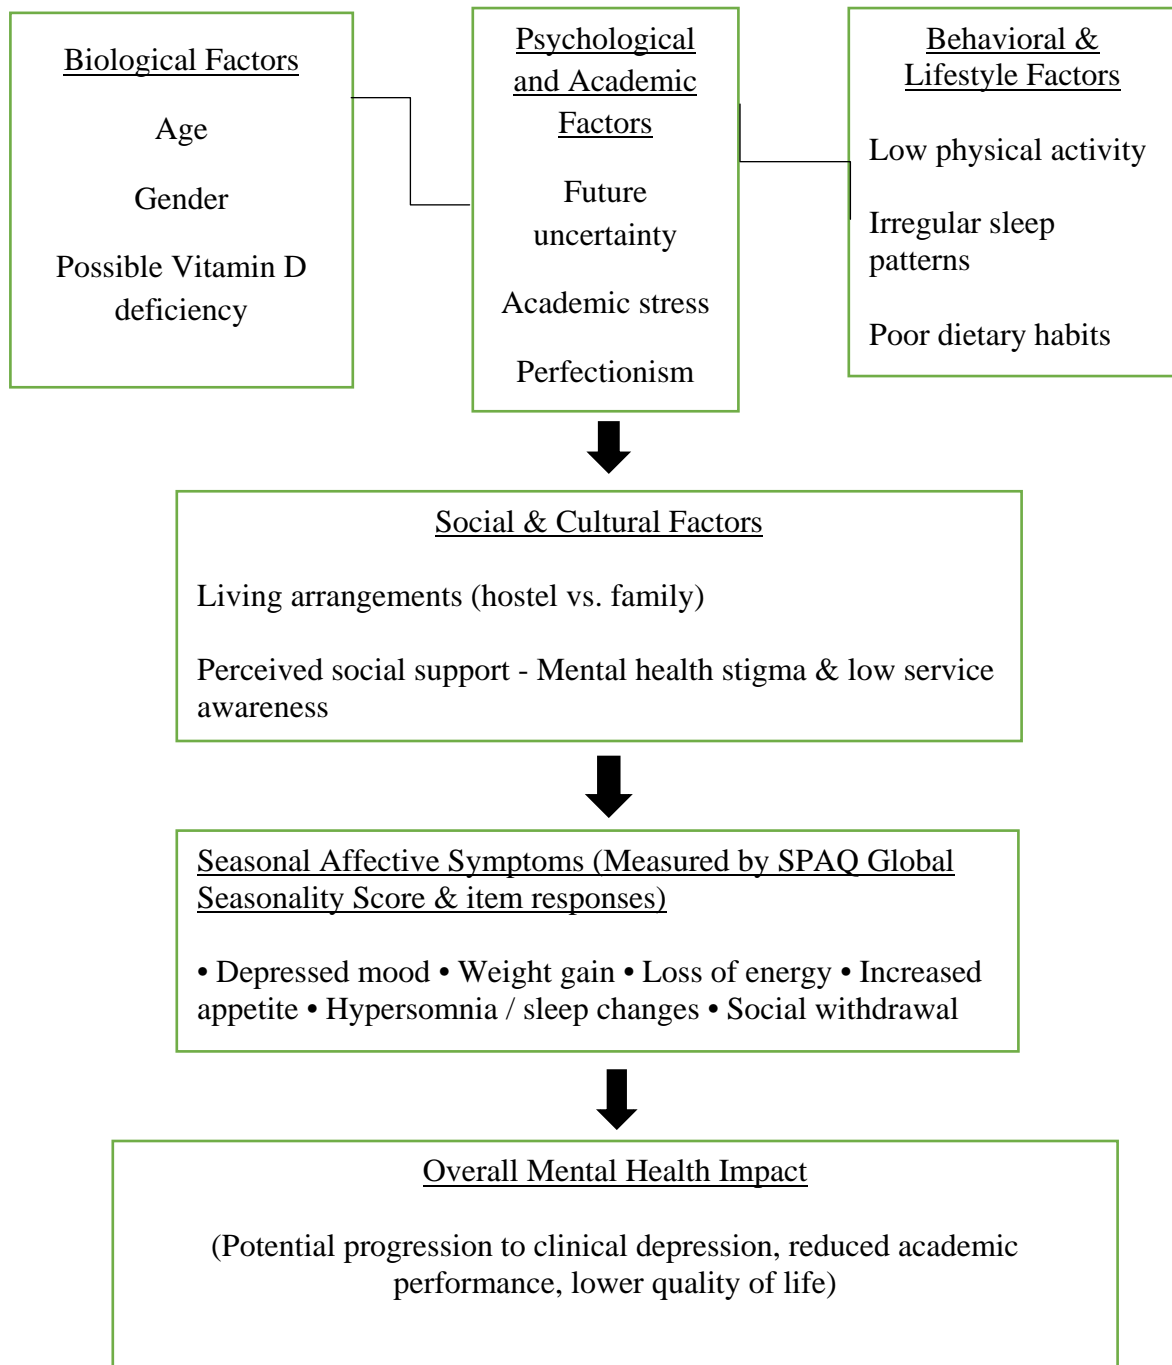 Biological Factors
Age
Gender
Possible Vitamin D
deficiency
Psychological
and Academic
Factors
Future
uncertainty
Academic stress
Perfectionism
Behavioral &
Lifestyle Factors
Low physical activity
Irregular sleep
patterns
Poor dietary habits
Social & Cultural Factors
Living arrangements (hostel vs. family)
Perceived social support - Mental health stigma & low service
awareness
Seasonal Affective Symptoms (Measured by SPAQ Global
Seasonality Score & item responses)
• Depressed mood • Weight gain • Loss of energy • Increased
appetite • Hypersomnia / sleep changes • Social withdrawal
Overall Mental Health Impact
(Potential progression to clinical depression, reduced academic
performance, lower quality of life)